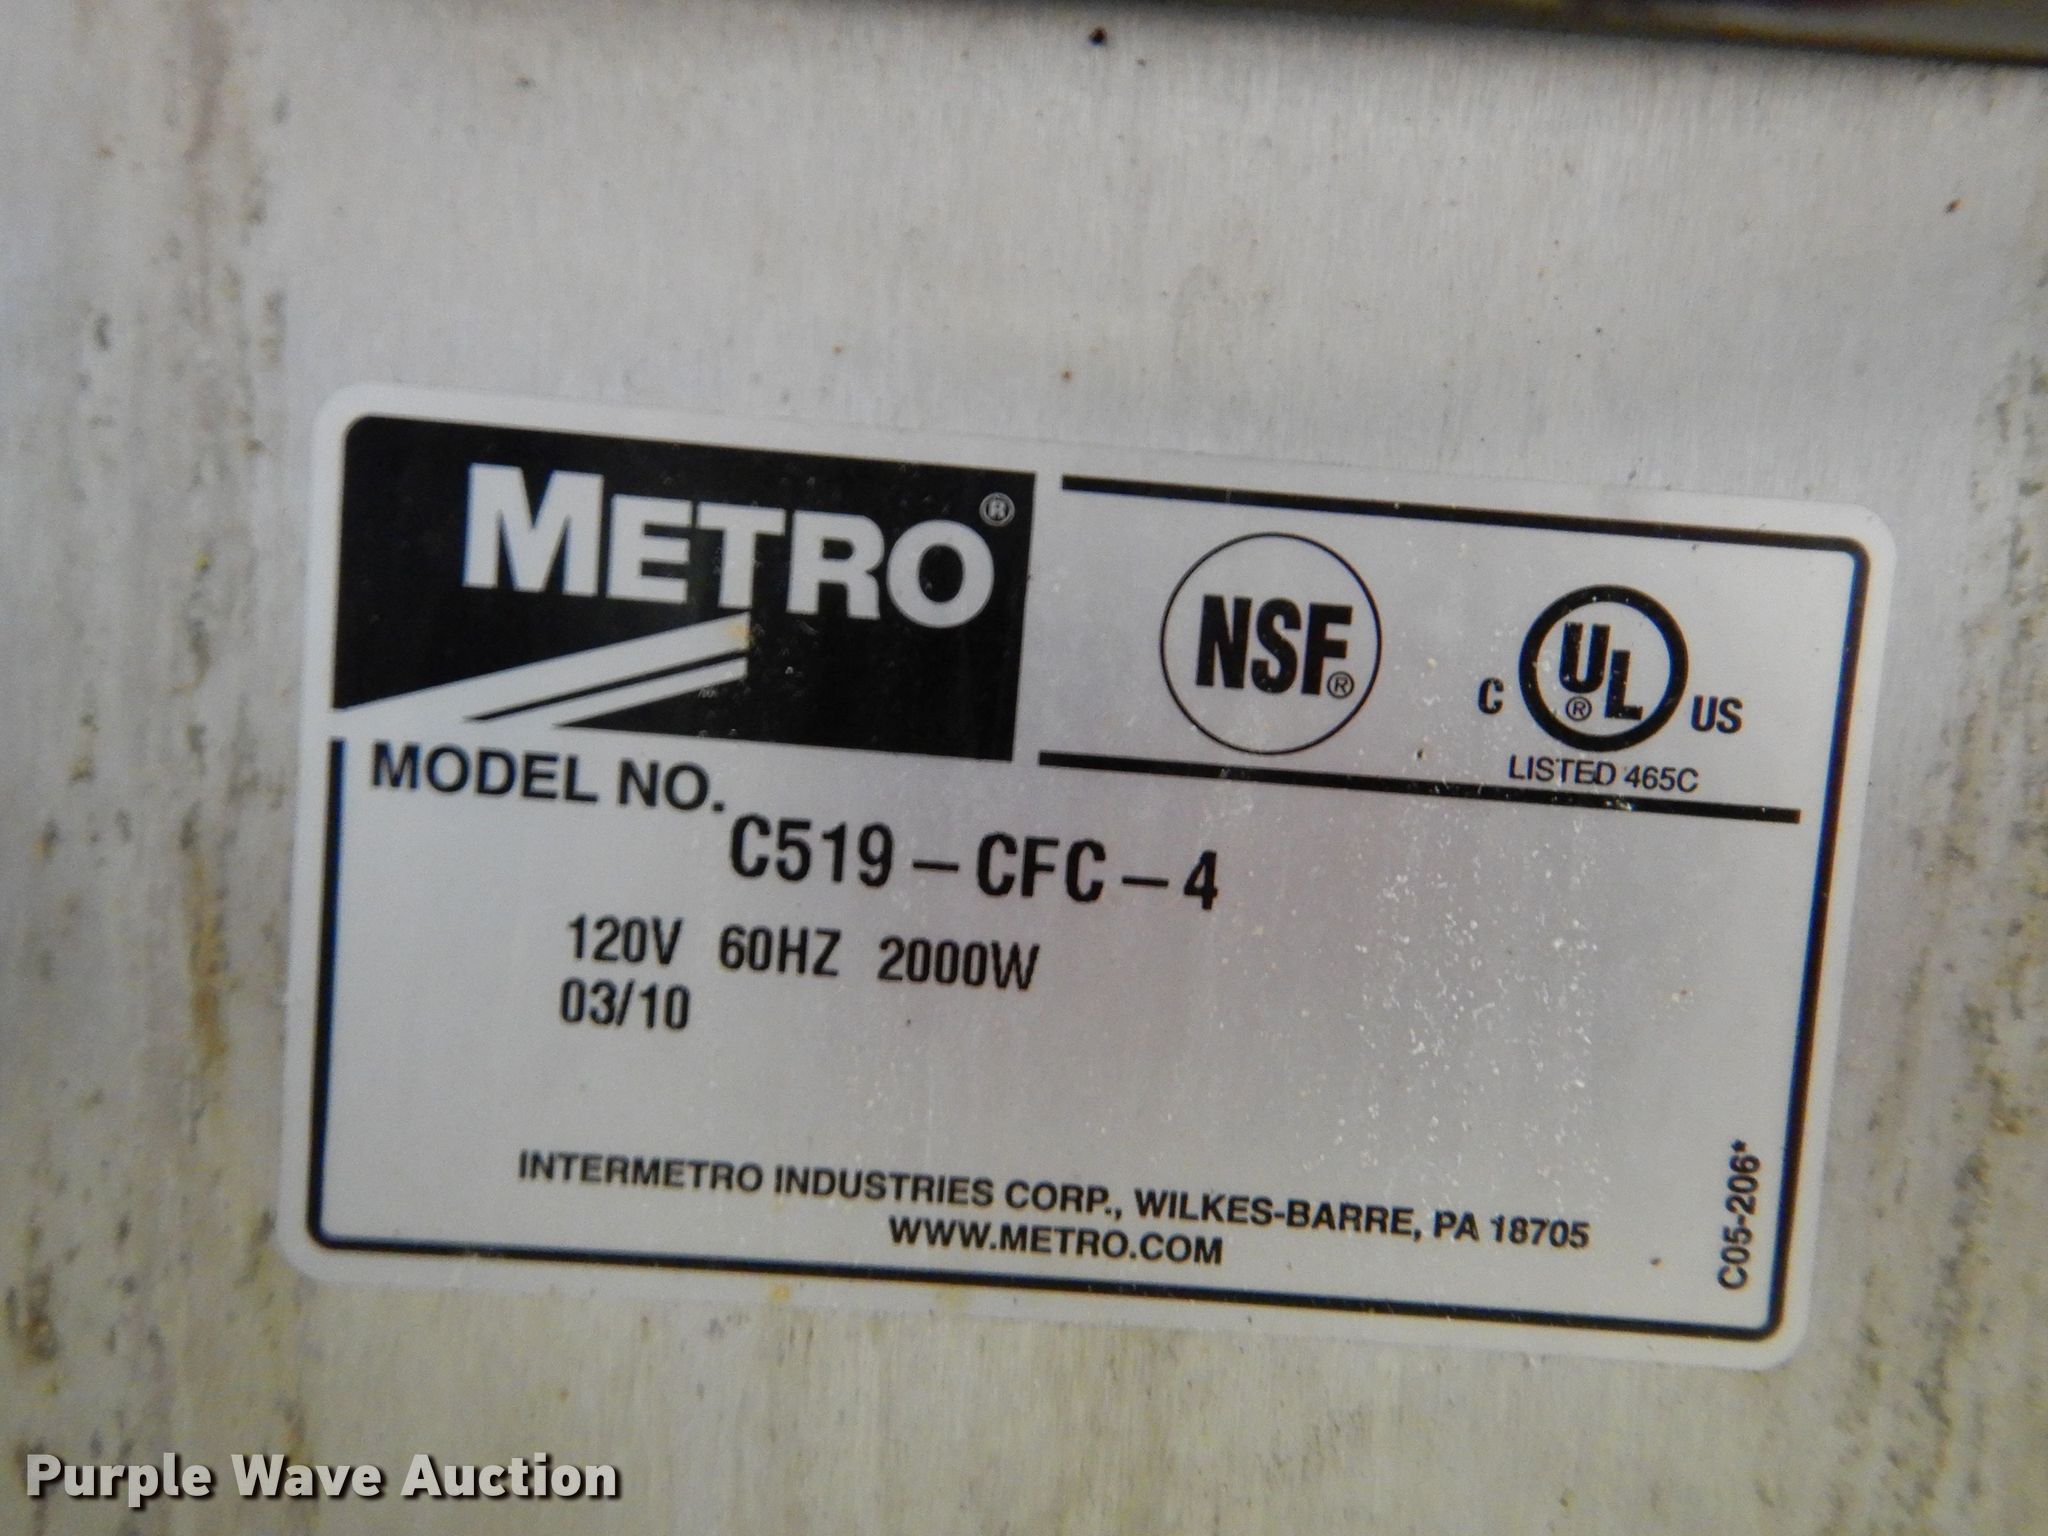 METRO®
NSF®
C UL® US
LISTED 465C
MODEL NO.
C519-CFC-4
120V 60HZ 2000W
03/10
INTERMETRO INDUSTRIES CORP., WILKES-BARRE, PA 18705
WWW.METRO.COM
C05-206*
Purple Wave Auction